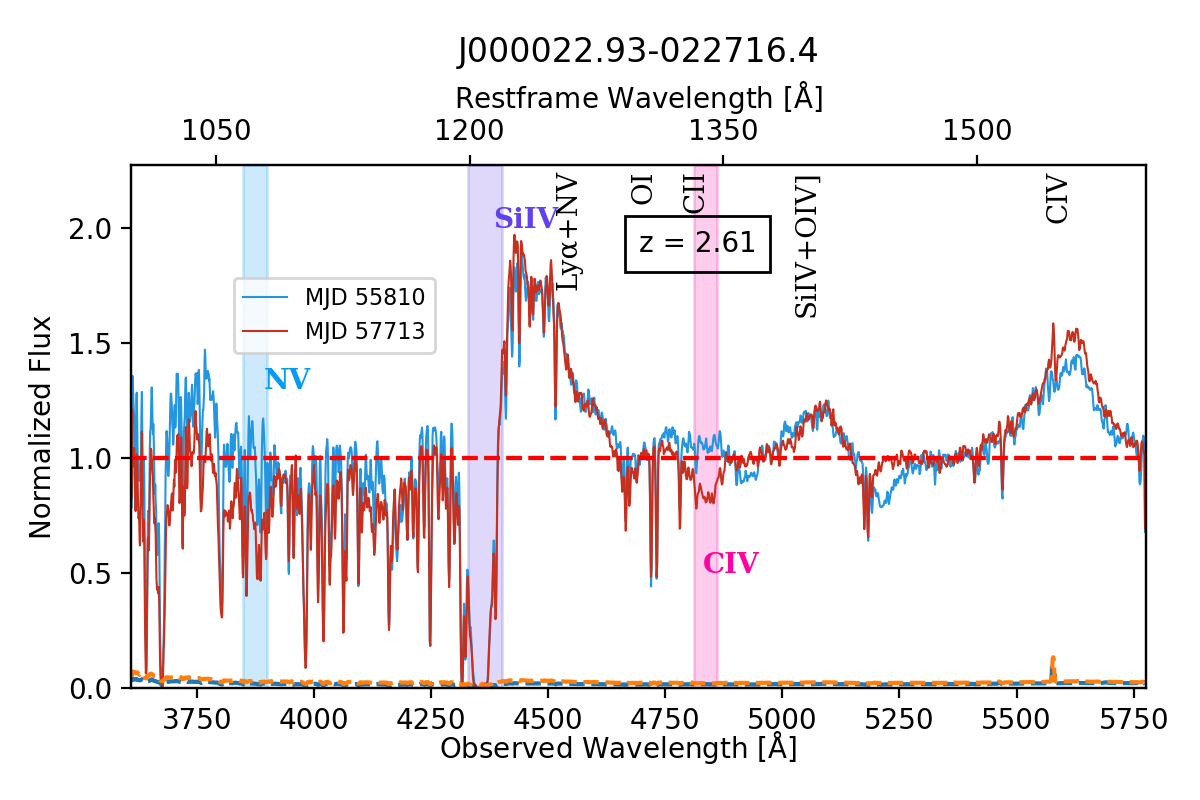 J000022.93-022716.4
Restframe Wavelength [Å]
1050 1200 1350 1500
Normalized Flux
2.0
1.5
1.0
0.5
0.0
MJD 55810
MJD 57713
NV
SiIV
Lyα+NV
OI
CII
z = 2.61
SiIV+OIV]
CIV
CIV
3750 4000 4250 4500 4750 5000 5250 5500 5750
Observed Wavelength [Å]